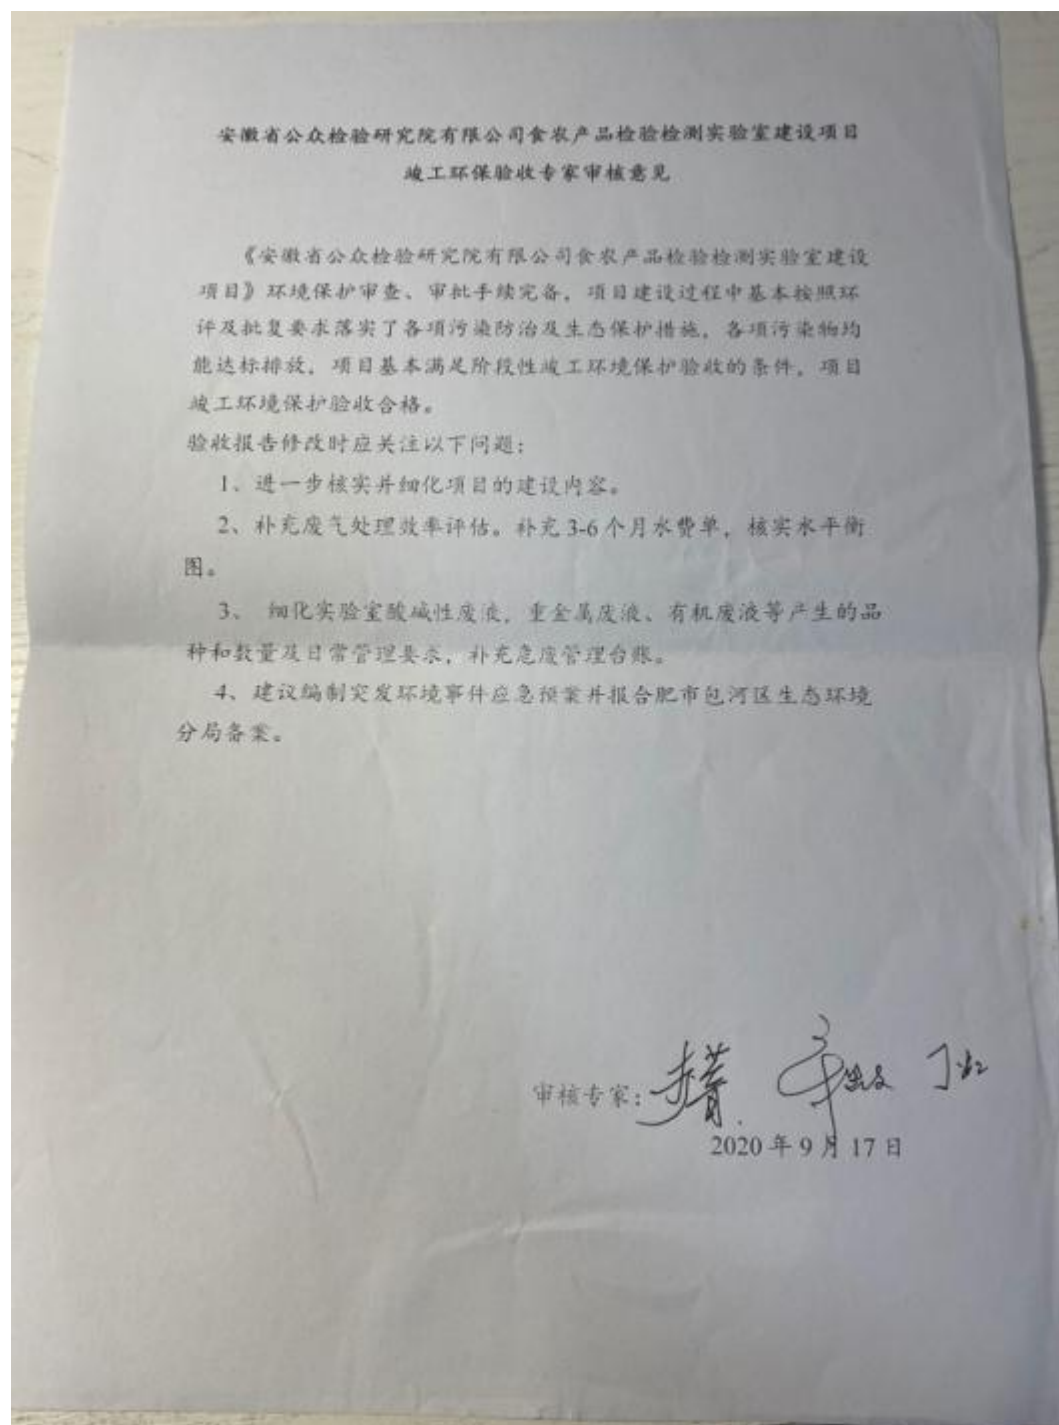 安徽省公众检验研究院有限公司食农产品检验检测实验室建设项目
竣工环保验收专家审核意见
《安徽省公众检验研究院有限公司食农产品检验检测实验室建设
项目》环境保护审查、审批手续完备，项目建设过程中基本按照环
评及批复要求落实了各项污染防治及生态保护措施，各项污染物均
能达标排放，项目基本满足阶段性竣工环境保护验收的条件，项目
竣工环境保护验收合格。
验收报告修改时应关注以下问题：
1、进一步核实并细化项目的建设内容。
2、补充废气处理效率评估。补充 3-6 个月水费单，核实水平衡
图。
3、 细化实验室酸碱性废液，重金属废液、有机废液等产生的品
种和数量及日常管理要求，补充危废管理台账。
4、建议编制突发环境事件应急预案并报合肥市包河区生态环境
分局备案。
审核专家：
2020 年 9 月 17 日